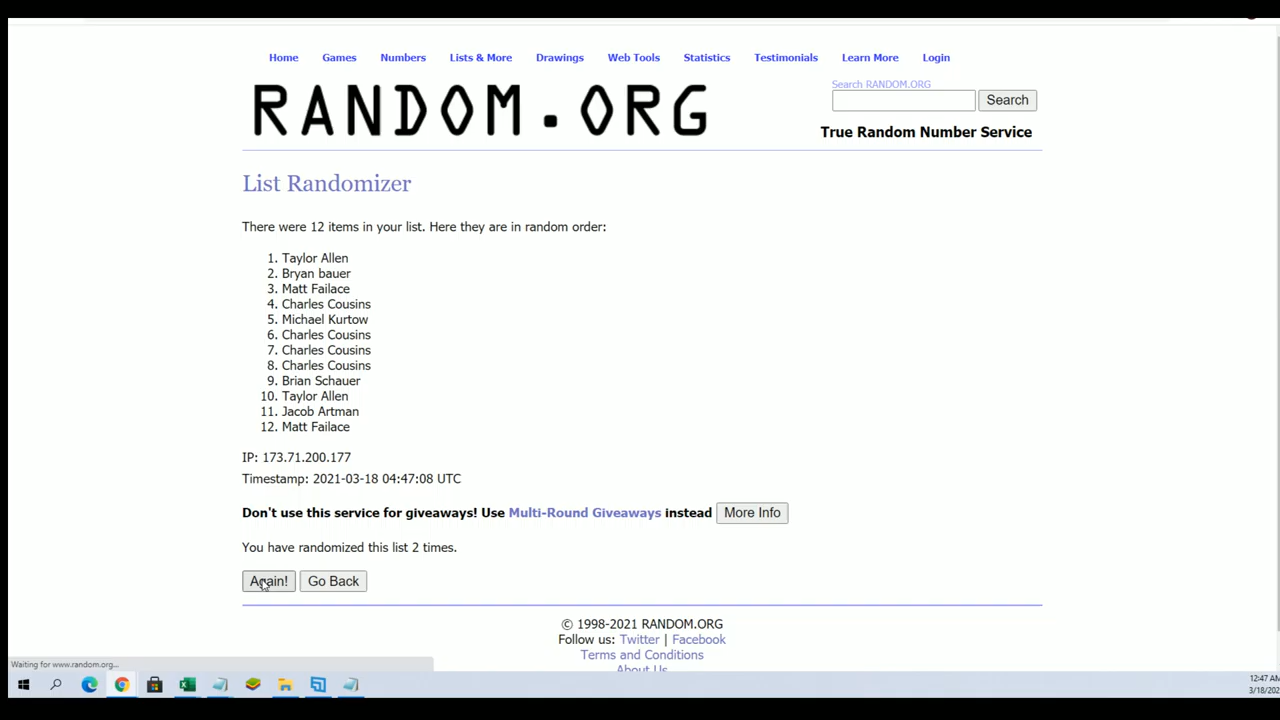 Home Games Numbers Lists & More Drawings Web Tools Statistics Testimonials Learn More Login
RANDOM.ORG
Search RANDOM.ORG
Search
True Random Number Service
List Randomizer
There were 12 items in your list. Here they are in random order:
1. Taylor Allen
2. Bryan bauer
3. Matt Failace
4. Charles Cousins
5. Michael Kurtow
6. Charles Cousins
7. Charles Cousins
8. Charles Cousins
9. Brian Schauer
10. Taylor Allen
11. Jacob Artman
12. Matt Failace
IP: 173.71.200.177
Timestamp: 2021-03-18 04:47:08 UTC
Don't use this service for giveaways! Use Multi-Round Giveaways instead More Info
You have randomized this list 2 times.
Again! Go Back
© 1998-2021 RANDOM.ORG
Follow us: Twitter | Facebook
Terms and Conditions
About Us
Waiting for www.random.org...
12:47 AM
3/18/202